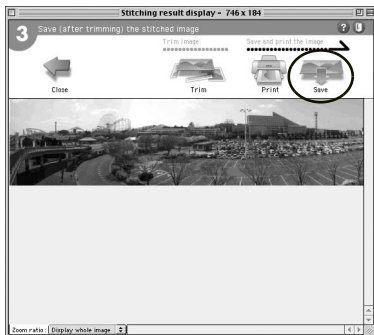 Stitching result display - 746 x 184
3 Save (after trimming) the stitched image
Trim Image
Save and print the image
Close
Trim
Print
Save
Zoom ratio: Display whole image